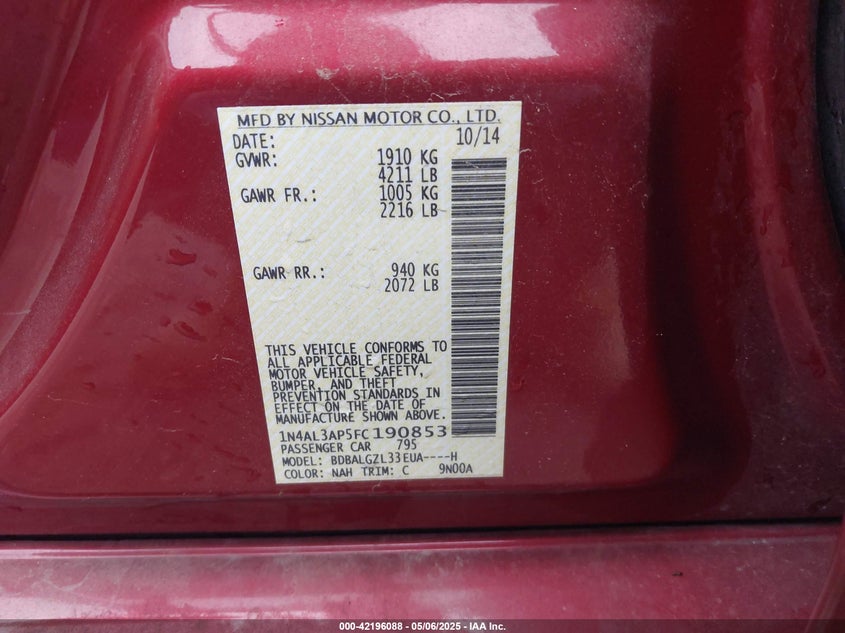 MFD BY NISSAN MOTOR CO., LTD.
DATE: 10/14
GVWR: 1910 KG
4211 LB
GAWR FR.: 1005 KG
2216 LB
GAWR RR.: 940 KG
2072 LB
THIS VEHICLE CONFORMS TO
ALL APPLICABLE FEDERAL
MOTOR VEHICLE SAFETY,
BUMPER, AND THEFT
PREVENTION STANDARDS IN
EFFECT ON THE DATE OF
MANUFACTURE SHOWN ABOVE.
1N4AL3AP5FC190853
PASSENGER CAR 795
MODEL: BDBALGZL33EUA----H
COLOR: NAH TRIM: C 9N00A
000-42196088 - 05/06/2025 - IAA Inc.